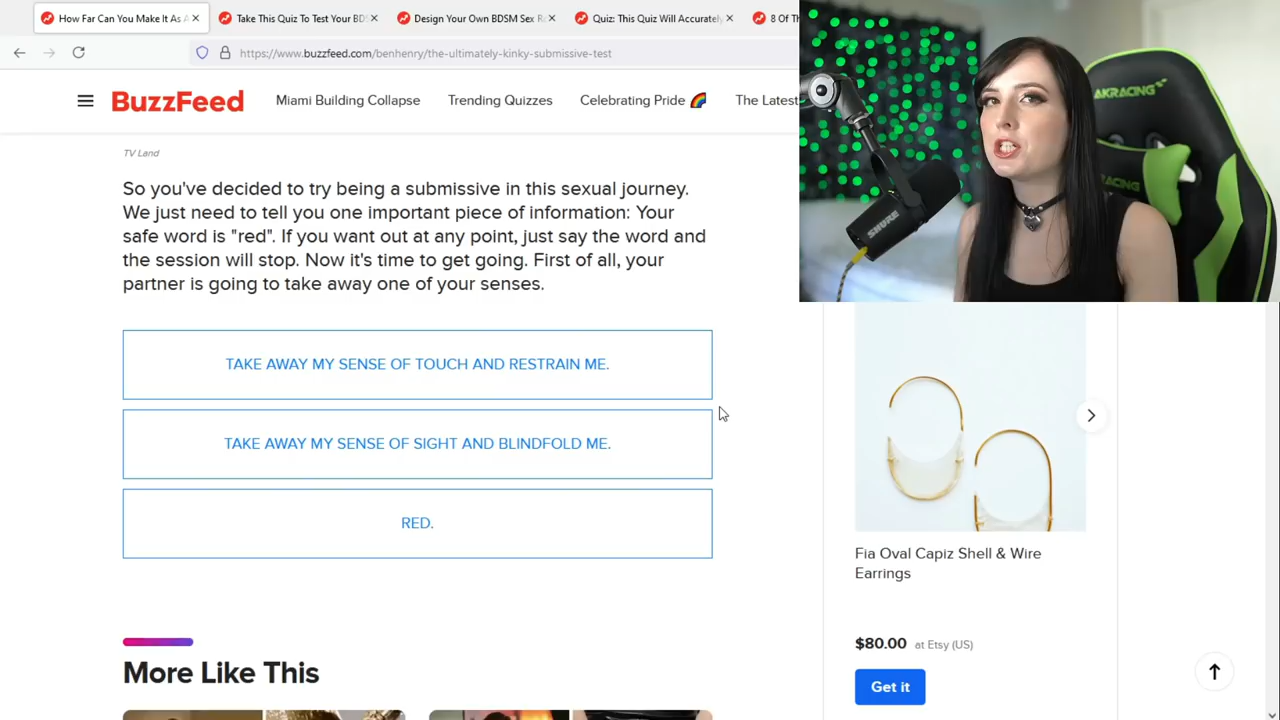 How Far Can You Make It As A
Take This Quiz To Test Your BDS
Design Your Own BDSM Sex R
Quiz: This Quiz Will Accurately
8 Of Th
https://www.buzzfeed.com/benhenry/the-ultimately-kinky-submissive-test
BuzzFeed
Miami Building Collapse
Trending Quizzes
Celebrating Pride
The Latest
AKRACING
SHURE
TV Land
So you've decided to try being a submissive in this sexual journey.
We just need to tell you one important piece of information: Your
safe word is "red". If you want out at any point, just say the word and
the session will stop. Now it's time to get going. First of all, your
partner is going to take away one of your senses.
TAKE AWAY MY SENSE OF TOUCH AND RESTRAIN ME.
TAKE AWAY MY SENSE OF SIGHT AND BLINDFOLD ME.
RED.
Fia Oval Capiz Shell & Wire
Earrings
$80.00 at Etsy (US)
Get it
More Like This